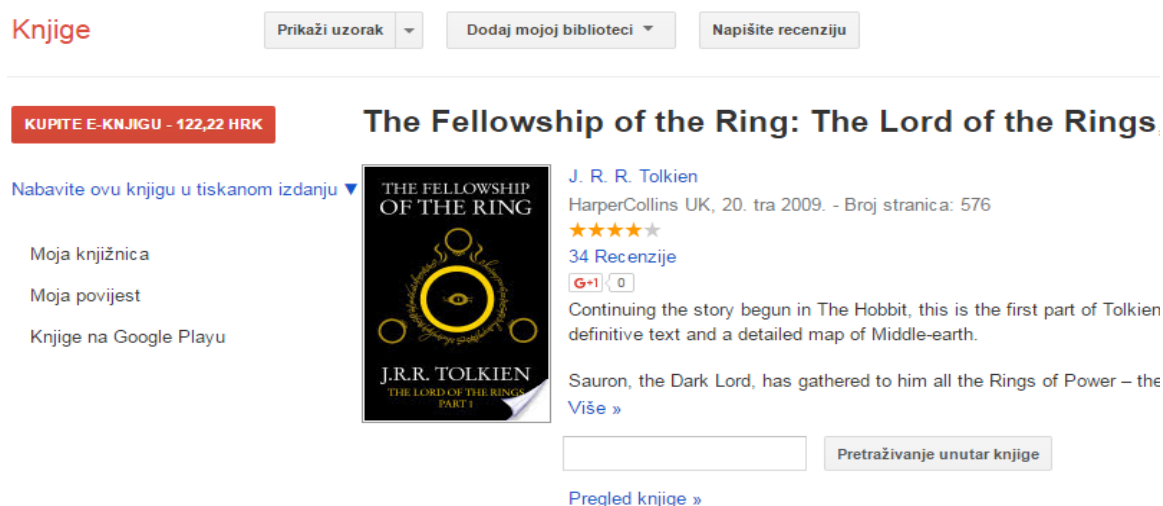 Knjige
Prikaži uzorak
Dodaj mojoj biblioteci
Napišite recenziju
KUPITE E-KNJIGU - 122,22 HRK
The Fellowship of the Ring: The Lord of the Rings,
Nabavite ovu knjigu u tiskanom izdanju ▼
Moja knjižnica
Moja povijest
Knjige na Google Playu
THE FELLOWSHIP
OF THE RING
J.R.R. TOLKIEN
THE LORD OF THE RINGS
PART 1
J. R. R. Tolkien
HarperCollins UK, 20. tra 2009. - Broj stranica: 576
34 Recenzije
G+1 0
Continuing the story begun in The Hobbit, this is the first part of Tolkien
definitive text and a detailed map of Middle-earth.
Sauron, the Dark Lord, has gathered to him all the Rings of Power – the
Više »
Pretraživanje unutar knjige
Pregled knjige »